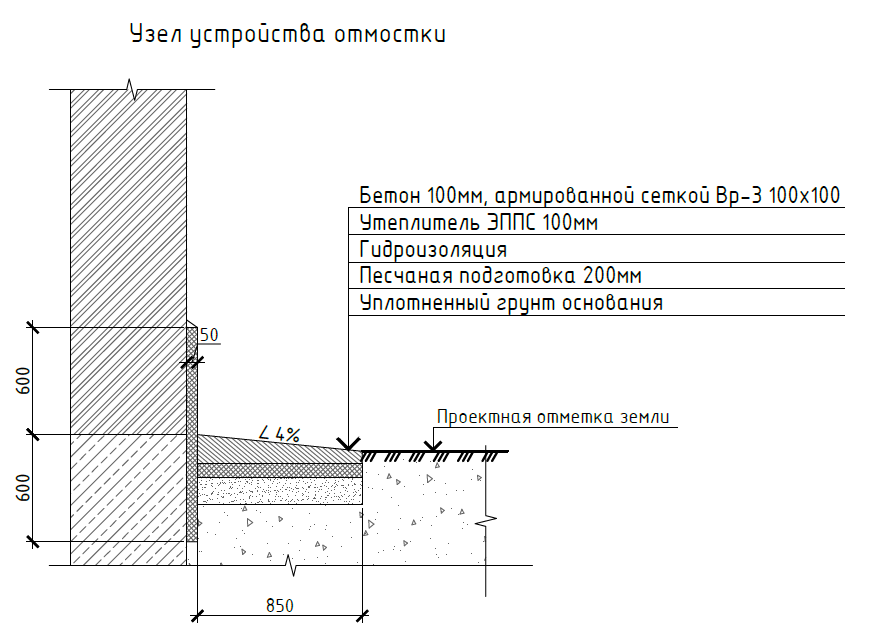 Узел устройства отмостки
Бетон 100мм, армированной сеткой Вр-3 100х100
Утеплитель ЭППС 100мм
Гидроизоляция
Песчаная подготовка 200мм
Уплотненный грунт основания
50
600
Проектная отметка земли
∠ 4%
600
850